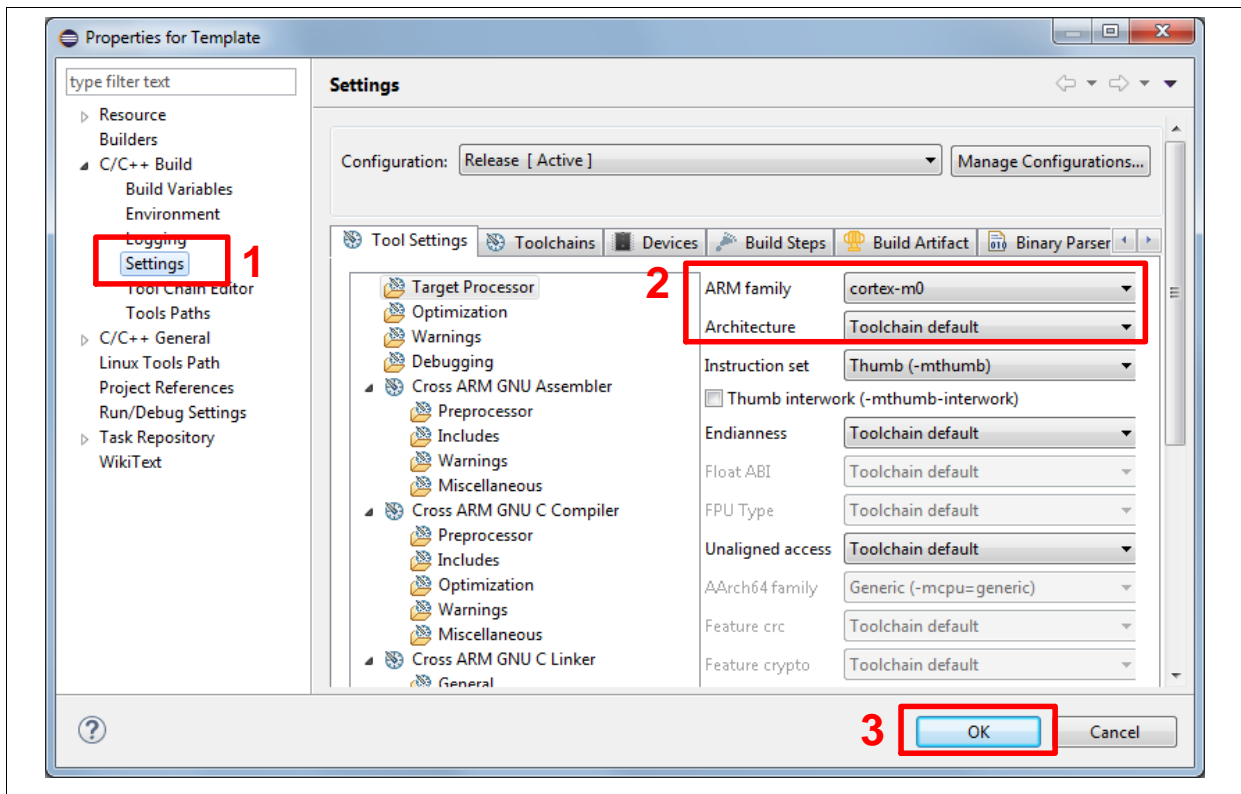 Properties for Template
type filter text
Resource
Builders
C/C++ Build
Build Variables
Environment
Logging
Settings
Tool Chain Editor
Tools Paths
C/C++ General
Linux Tools Path
Project References
Run/Debug Settings
Task Repository
WikiText
1
Settings
Configuration: Release [ Active ] Manage Configurations...
Tool Settings Toolchains Devices Build Steps Build Artifact Binary Parser
Target Processor
Optimization
Warnings
Debugging
Cross ARM GNU Assembler
Preprocessor
Includes
Warnings
Miscellaneous
Cross ARM GNU C Compiler
Preprocessor
Includes
Optimization
Warnings
Miscellaneous
Cross ARM GNU C Linker
General
2
ARM family cortex-m0
Architecture Toolchain default
Instruction set Thumb (-mthumb)
Thumb interwork (-mthumb-interwork)
Endianness Toolchain default
Float ABI Toolchain default
FPU Type Toolchain default
Unaligned access Toolchain default
AArch64 family Generic (-mcpu=generic)
Feature crc Toolchain default
Feature crypto Toolchain default
?
3
OK Cancel